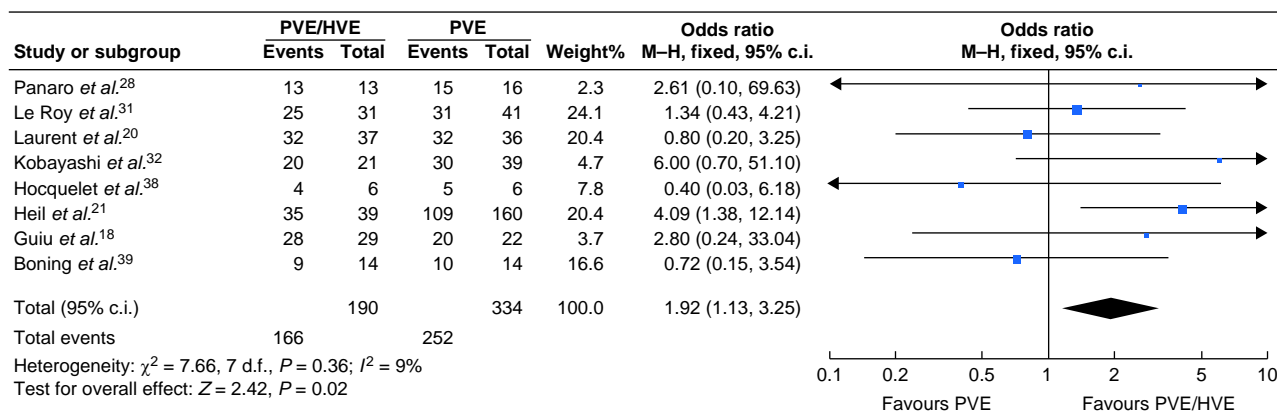 PVE/HVE PVE Odds ratio Odds ratio
Study or subgroup Events Total Events Total Weight% M–H, fixed, 95% c.i. M–H, fixed, 95% c.i.
Panaro et al.28 13 13 15 16 2.3 2.61 (0.10, 69.63)
Le Roy et al.31 25 31 31 41 24.1 1.34 (0.43, 4.21)
Laurent et al.20 32 37 32 36 20.4 0.80 (0.20, 3.25)
Kobayashi et al.32 20 21 30 39 4.7 6.00 (0.70, 51.10)
Hocquelet et al.38 4 6 5 6 7.8 0.40 (0.03, 6.18)
Heil et al.21 35 39 109 160 20.4 4.09 (1.38, 12.14)
Guiu et al.18 28 29 20 22 3.7 2.80 (0.24, 33.04)
Boning et al.39 9 14 10 14 16.6 0.72 (0.15, 3.54)
Total (95% c.i.) 190 334 100.0 1.92 (1.13, 3.25)
Total events 166 252
Heterogeneity: χ2 = 7.66, 7 d.f., P = 0.36; I2 = 9%
Test for overall effect: Z = 2.42, P = 0.02
0.1 0.2 0.5 1 2 5 10
Favours PVE Favours PVE/HVE